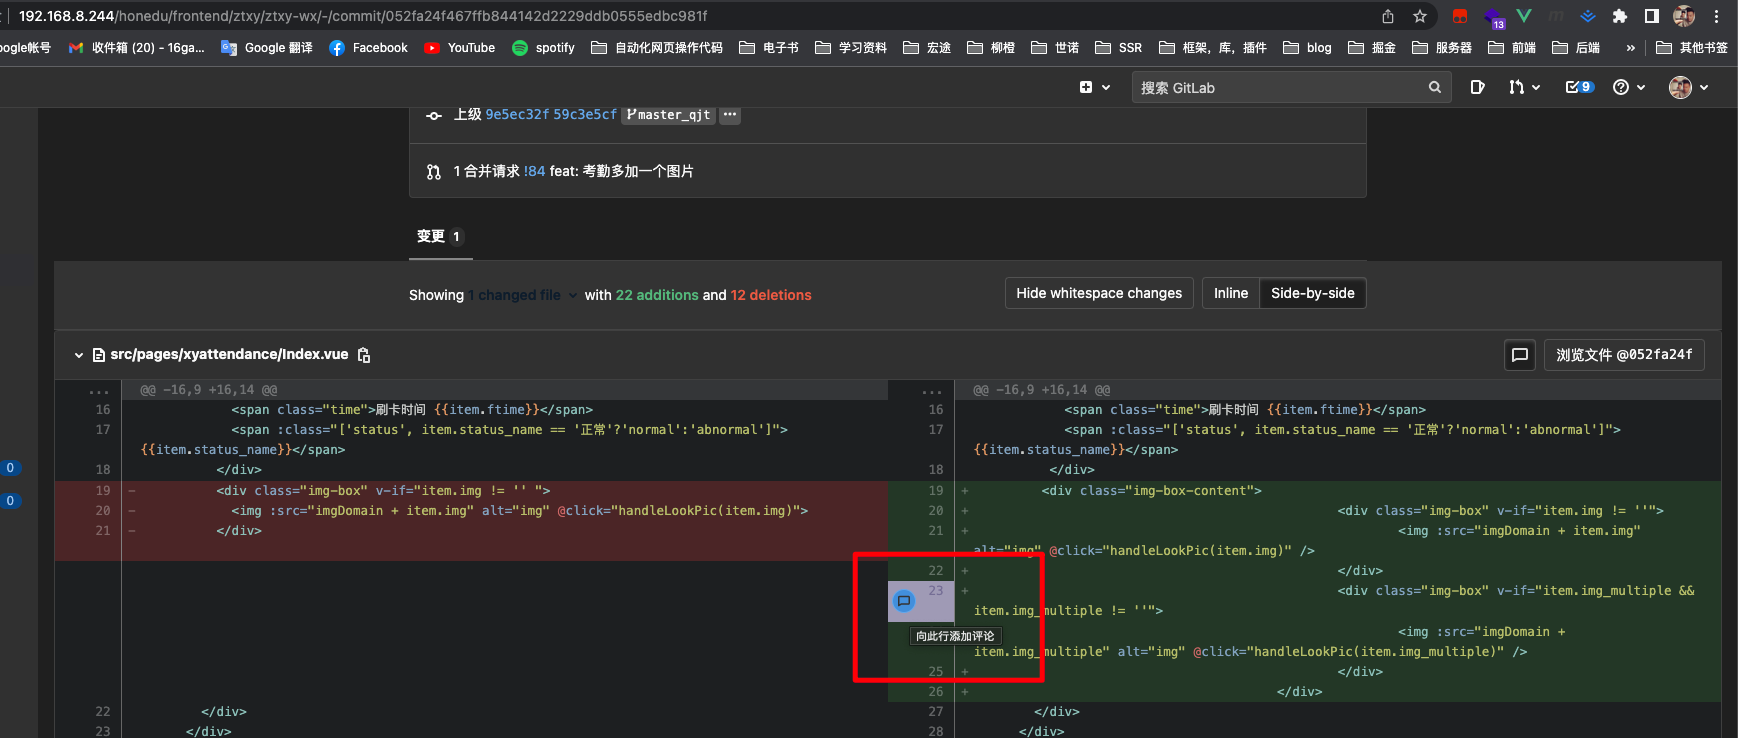 192.168.8.244/honedu/frontend/ztxy/ztxy-wx/-/commit/052fa24f467ffb844142d2229ddb0555edbc981f
13
ogle帐号 收件箱 (20) – 16ga... Google 翻译 Facebook YouTube spotify 自动化网页操作代码 电子书 学习资料 宏途 柳橙 世诺 SSR 框架，库，插件 blog 掘金 服务器 前端 后端 » 其他书签
搜索 GitLab 9
上级 9e5ec32f 59c3e5cf master_qjt ...
1 合并请求 !84 feat: 考勤多加一个图片
变更 1
Showing 1 changed file with 22 additions and 12 deletions Hide whitespace changes Inline Side-by-side
src/pages/xyattendance/Index.vue 浏览文件 @052fa24f
... @@ -16,9 +16,14 @@
16 <span class="time">刷卡时间 {{item.ftime}}</span>
17 <span :class="['status', item.status_name == '正常'?'normal':'abnormal']">
{{item.status_name}}</span>
18 </div>
19 - <div class="img-box" v-if="item.img != '' ">
20 - <img :src="imgDomain + item.img" alt="img" @click="handleLookPic(item.img)">
21 - </div>
22 </div>
23 </div>
... @@ -16,9 +16,14 @@
16 <span class="time">刷卡时间 {{item.ftime}}</span>
17 <span :class="['status', item.status_name == '正常'?'normal':'abnormal']">
{{item.status_name}}</span>
18 </div>
19 + <div class="img-box-content">
20 + <div class="img-box" v-if="item.img != ''">
21 + <img :src="imgDomain + item.img"
alt="img" @click="handleLookPic(item.img)" />
22 + </div>
23 + <div class="img-box" v-if="item.img_multiple &&
item.img_multiple != ''">
向此行添加评论
<img :src="imgDomain +
item.img_multiple" alt="img" @click="handleLookPic(item.img_multiple)" />
25 + </div>
26 + </div>
27 </div>
28 </div>
0
0